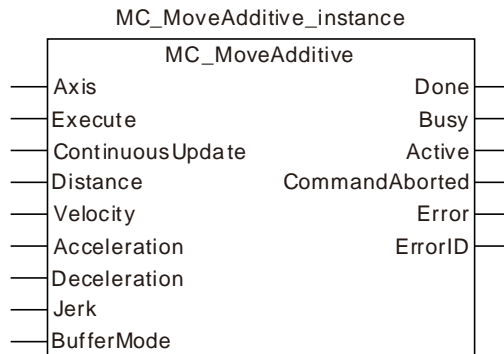 MC_MoveAdditive_instance
MC_MoveAdditive
Axis Done
Execute Busy
ContinuousUpdate Active
Distance CommandAborted
Velocity Error
Acceleration ErrorID
Deceleration
Jerk
BufferMode